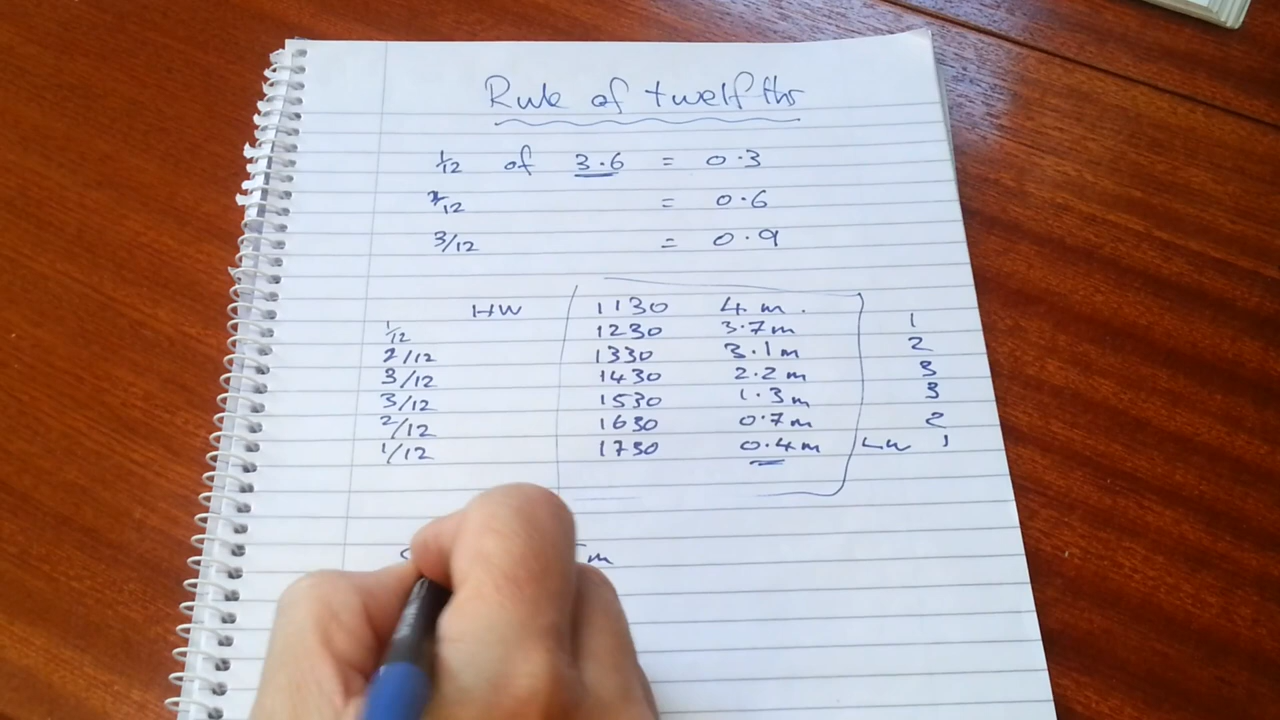 Rule of twelfths
1/12 of 3.6 = 0.3
2/12 = 0.6
3/12 = 0.9
HW 1130 4 m.
1/12 1230 3.7m 1
2/12 1330 3.1m 2
3/12 1430 2.2m 3
3/12 1530 1.3m 3
2/12 1630 0.7m 2
1/12 1730 0.4m LW 1
m